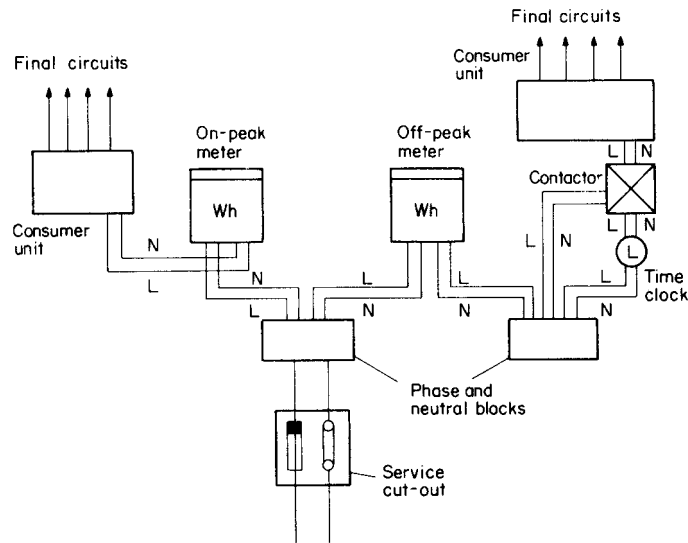 Final circuits
Consumer
unit
Final circuits
On-peak
meter
Off-peak
meter
L
N
Contactor
Wh
Wh
Consumer
unit
N
L
N
L
L
N
L
N
L
N
L
N
L
L
N
Time
clock
Phase and
neutral blocks
Service
cut-out